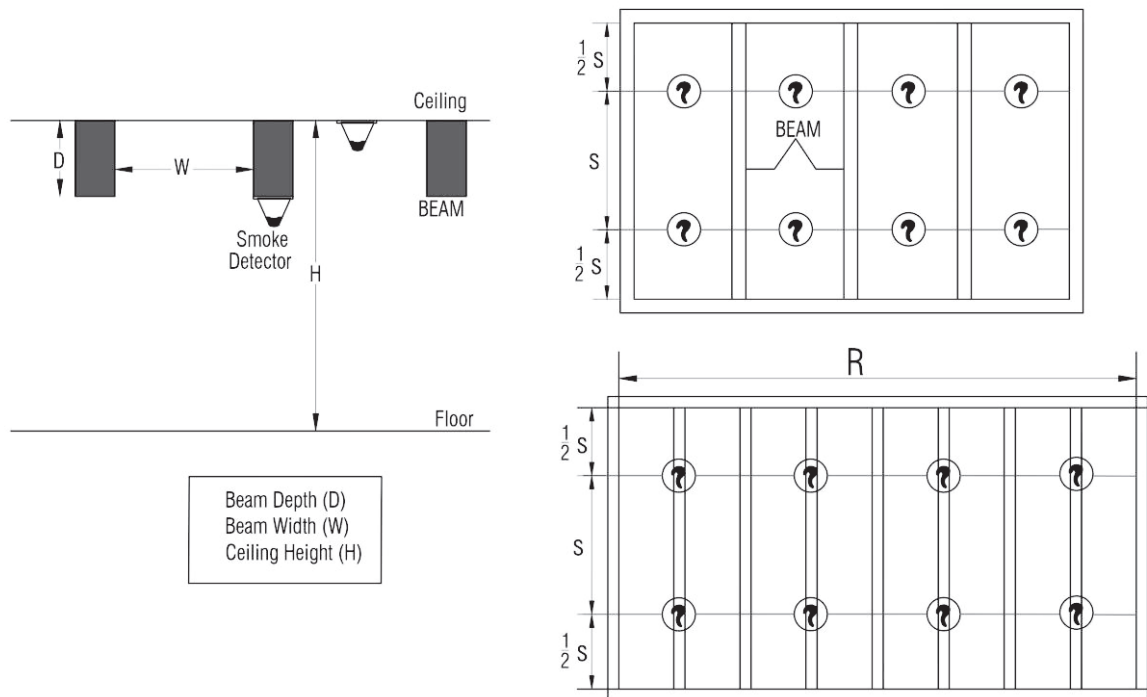 Ceiling
D
W
BEAM
Smoke
Detector
H
Floor
Beam Depth (D)
Beam Width (W)
Ceiling Height (H)
1/2 S
S
1/2 S
?
?
?
?
BEAM
?
?
?
?
R
1/2 S
S
1/2 S
?
?
?
?
?
?
?
?